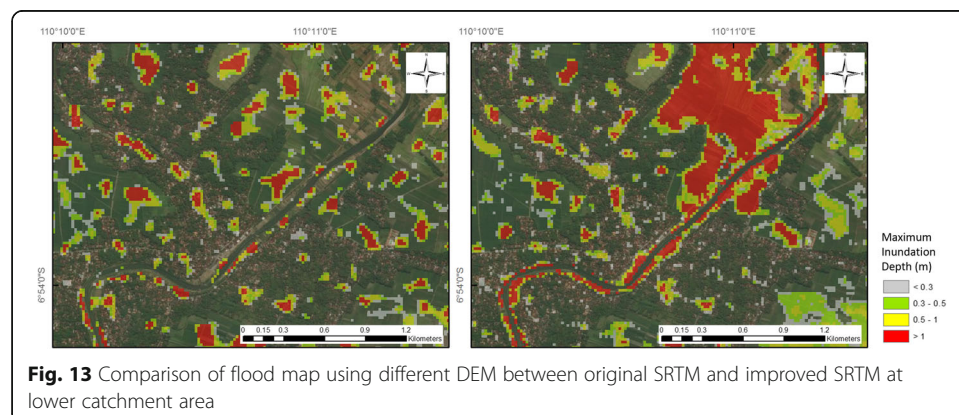 110°10'0"E 110°11'0"E 110°10'0"E 110°11'0"E
6°54'0"S 6°54'0"S
0 0.15 0.3 0.6 0.9 1.2
Kilometers
0 0.15 0.3 0.6 0.9 1.2
Kilometers
Maximum
Inundation
Depth (m)
< 0.3
0.3 - 0.5
0.5 - 1
> 1
Fig. 13 Comparison of flood map using different DEM between original SRTM and improved SRTM at
lower catchment area